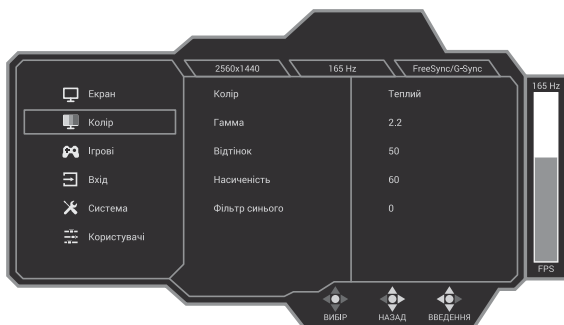 2560x1440 165 Hz FreeSync/G-Sync
165 Hz
Екран
Колір
Ігрові
Вхід
Система
Користувачі
Колір Теплий
Гамма 2.2
Відтінок 50
Насиченість 60
Фільтр синього 0
FPS
ВИБІР НАЗАД ВВЕДЕННЯ